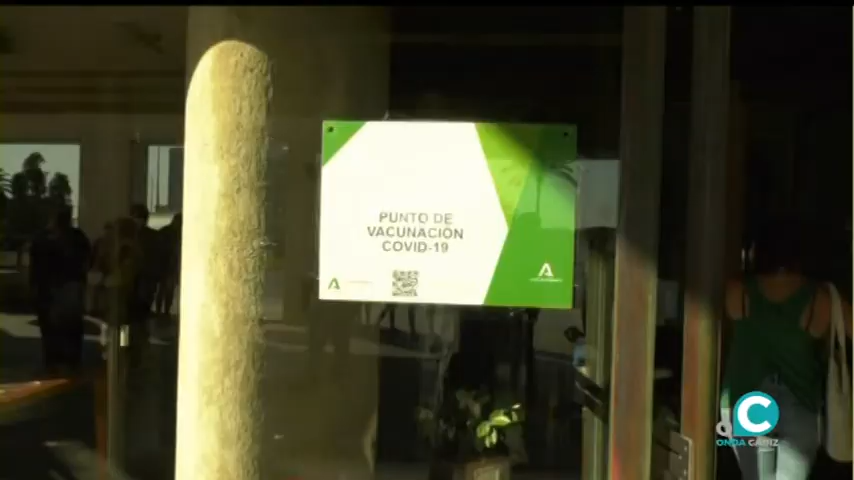 PUNTO DE
VACUNACIÓN
COVID-19
ONDA CÁDIZ